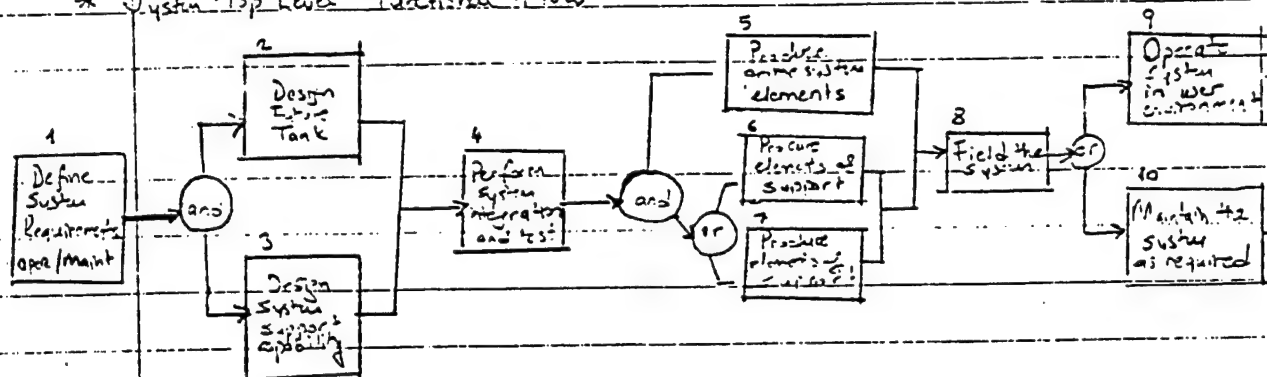 * System Top Level Functional Flow
1
Define
System
Requirements
oper/maint
and
2
Design
Entire
Tank
3
Design
System
support
capability
4
Perform
System
integration
and test
and
or
5
Produce
system
elements
6
Procure
elements of
support
7
Produce
elements of
support
8
Field the
system
or
9
Operate
system
in user
environment
10
Maintain the
system
as required